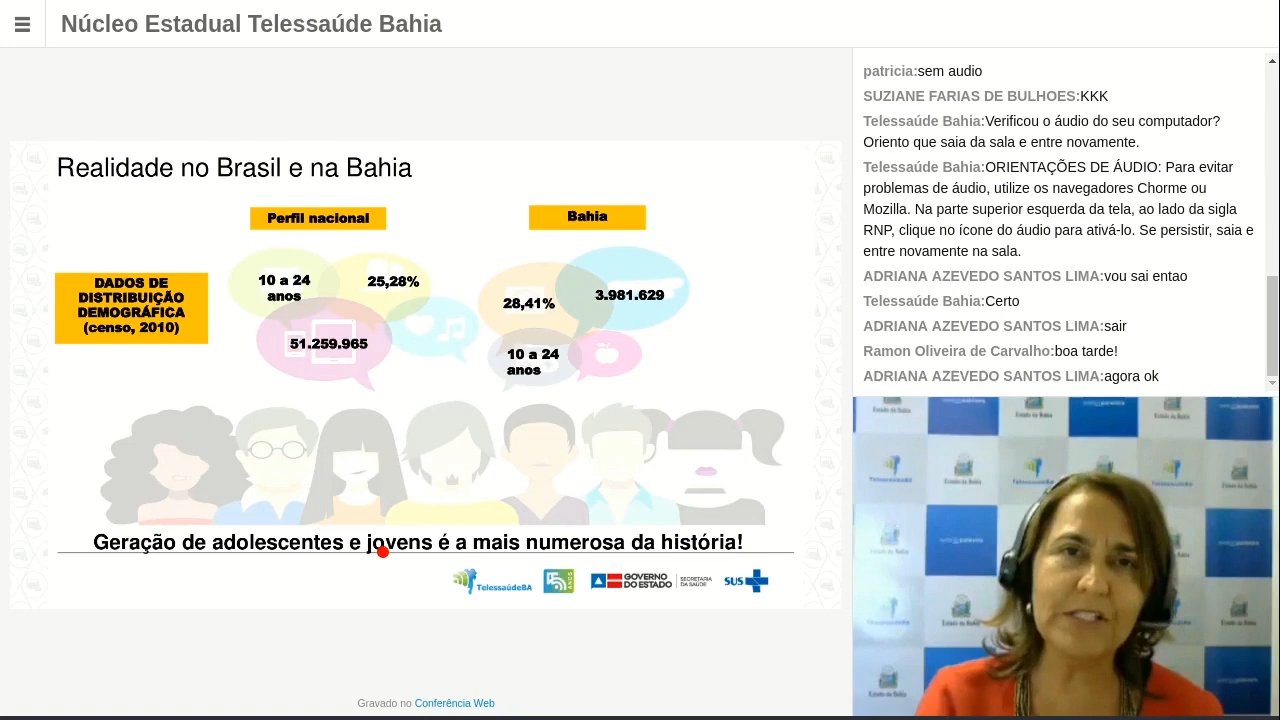 Núcleo Estadual Telessaúde Bahia
Realidade no Brasil e na Bahia
Perfil nacional
Bahia
DADOS DE
DISTRIBUIÇÃO
DEMOGRÁFICA
(censo, 2010)
10 a 24
anos
25,28%
51.259.965
28,41%
3.981.629
10 a 24
anos
Geração de adolescentes e jovens é a mais numerosa da história!
TelessaúdeBA
GOVERNO
DO ESTADO
SECRETARIA
DA SAÚDE
SUS
Gravado no Conferência Web
patricia:sem audio
SUZIANE FARIAS DE BULHOES:KKK
Telessaúde Bahia:Verificou o áudio do seu computador?
Oriento que saia da sala e entre novamente.
Telessaúde Bahia:ORIENTAÇÕES DE ÁUDIO: Para evitar
problemas de áudio, utilize os navegadores Chorme ou
Mozilla. Na parte superior esquerda da tela, ao lado da sigla
RNP, clique no ícone do áudio para ativá-lo. Se persistir, saia e
entre novamente na sala.
ADRIANA AZEVEDO SANTOS LIMA:vou sai entao
Telessaúde Bahia:Certo
ADRIANA AZEVEDO SANTOS LIMA:sair
Ramon Oliveira de Carvalho:boa tarde!
ADRIANA AZEVEDO SANTOS LIMA:agora ok
TelessaúdeBA
Estado da Bahia